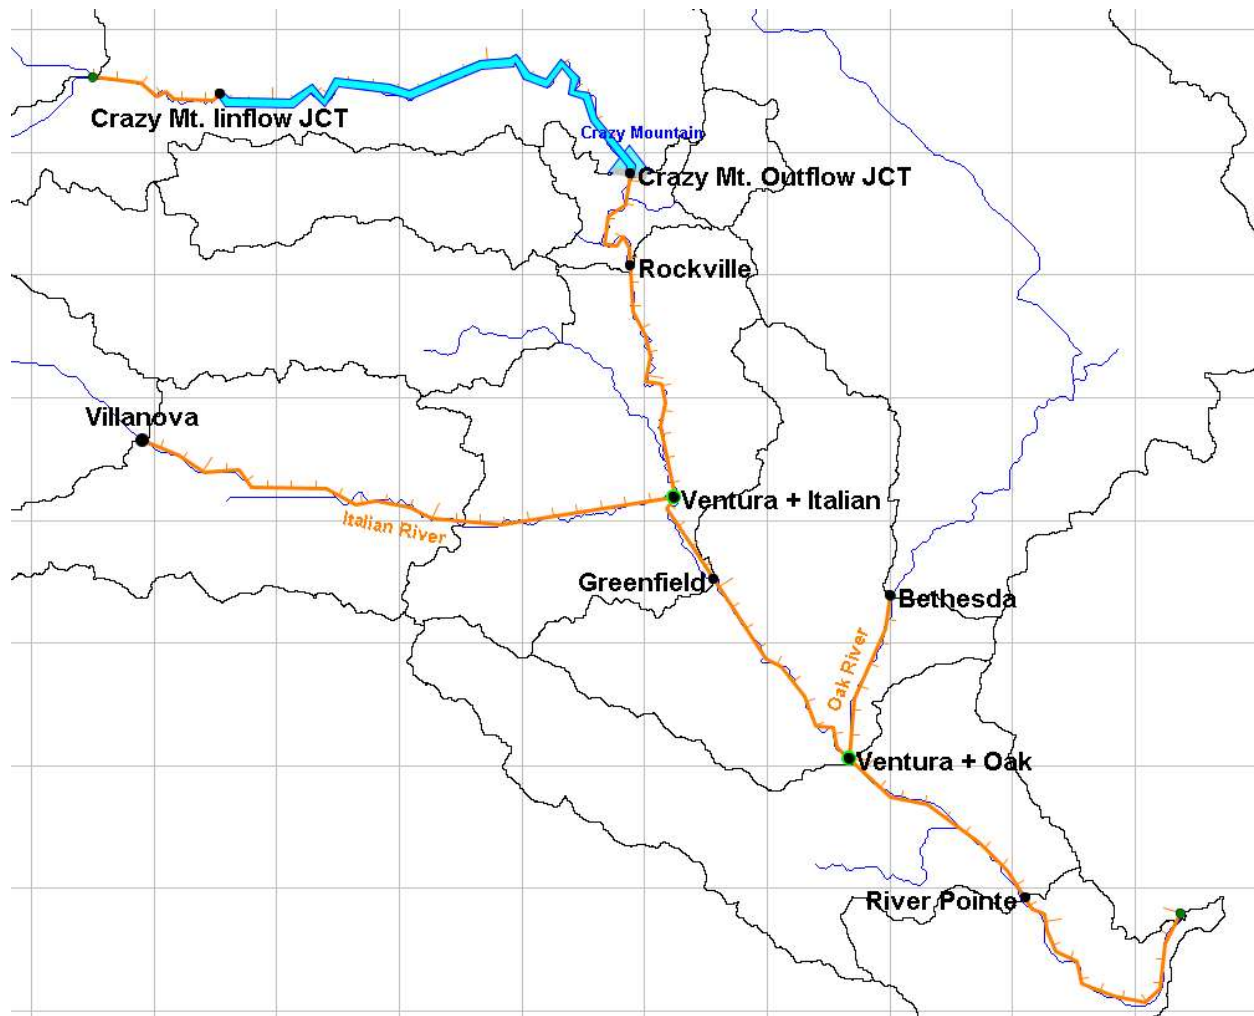 Crazy Mt. Iinflow JCT
Crazy Mountain
Crazy Mt. Outflow JCT
Rockville
Villanova
Ventura + Italian
Italian River
Greenfield
Bethesda
Oak River
Ventura + Oak
River Pointe